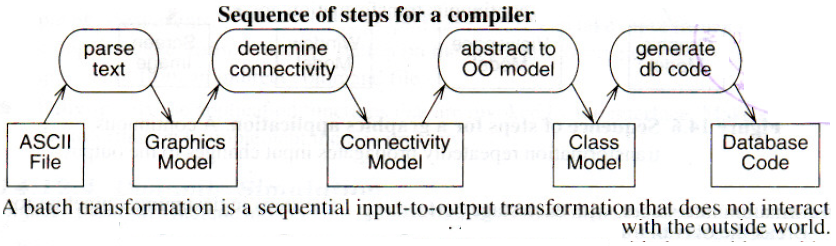 Sequence of steps for a compiler
parse
text
determine
connectivity
abstract to
OO model
generate
db code
ASCII
File
Graphics
Model
Connectivity
Model
Class
Model
Database
Code
A batch transformation is a sequential input-to-output transformation that does not interact
with the outside world.